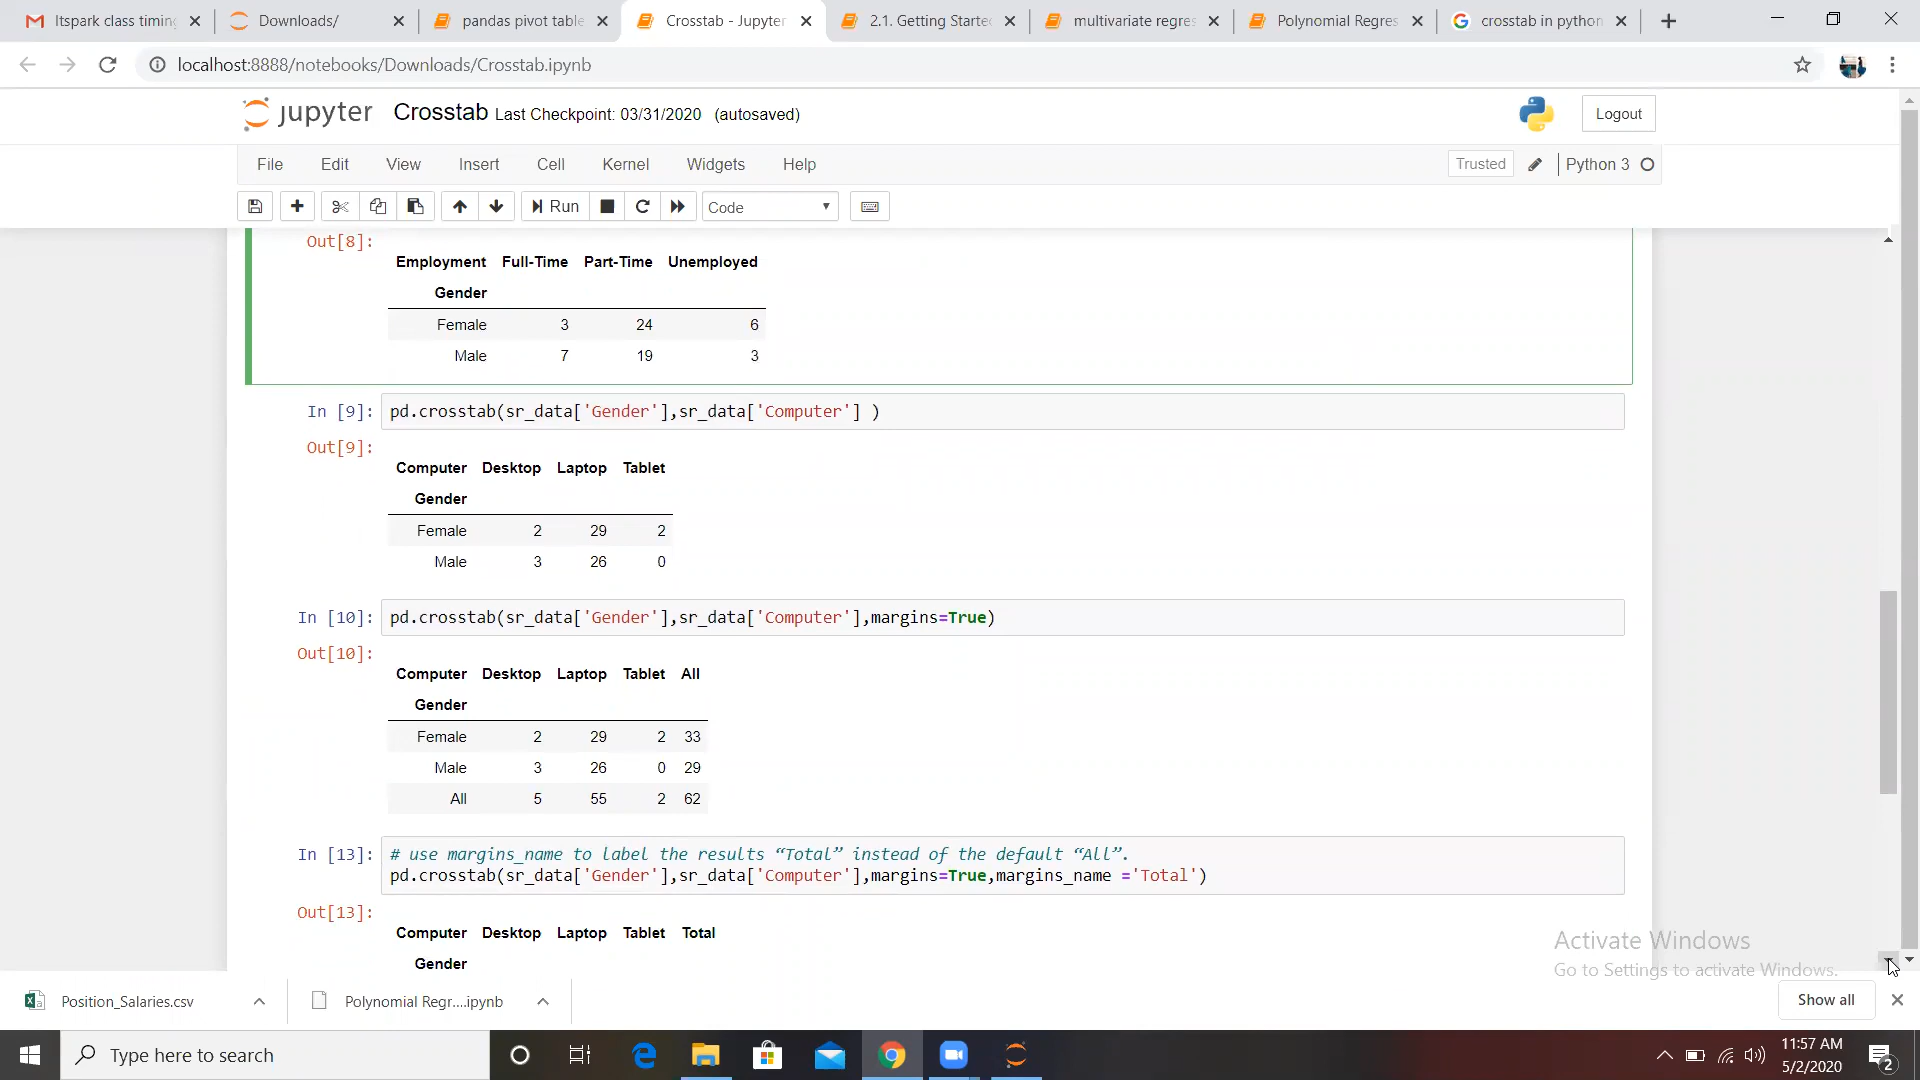 Itspark class timing
Downloads/
pandas pivot table
Crosstab - Jupyter
2.1. Getting Started
multivariate regres
Polynomial Regres
crosstab in python
localhost:8888/notebooks/Downloads/Crosstab.ipynb
jupyter Crosstab Last Checkpoint: 03/31/2020 (autosaved)
Logout
File Edit View Insert Cell Kernel Widgets Help
Trusted Python 3
Run Code
Out[8]:
Employment Full-Time Part-Time Unemployed
Gender
Female 3 24 6
Male 7 19 3
In [9]: pd.crosstab(sr_data['Gender'],sr_data['Computer'] )
Out[9]:
Computer Desktop Laptop Tablet
Gender
Female 2 29 2
Male 3 26 0
In [10]: pd.crosstab(sr_data['Gender'],sr_data['Computer'],margins=True)
Out[10]:
Computer Desktop Laptop Tablet All
Gender
Female 2 29 2 33
Male 3 26 0 29
All 5 55 2 62
In [13]: # use margins_name to label the results “Total” instead of the default “All”.
pd.crosstab(sr_data['Gender'],sr_data['Computer'],margins=True,margins_name ='Total')
Out[13]:
Computer Desktop Laptop Tablet Total
Gender
Activate Windows
Go to Settings to activate Windows.
Position_Salaries.csv
Polynomial Regr....ipynb
Show all
Type here to search
11:57 AM
5/2/2020
2